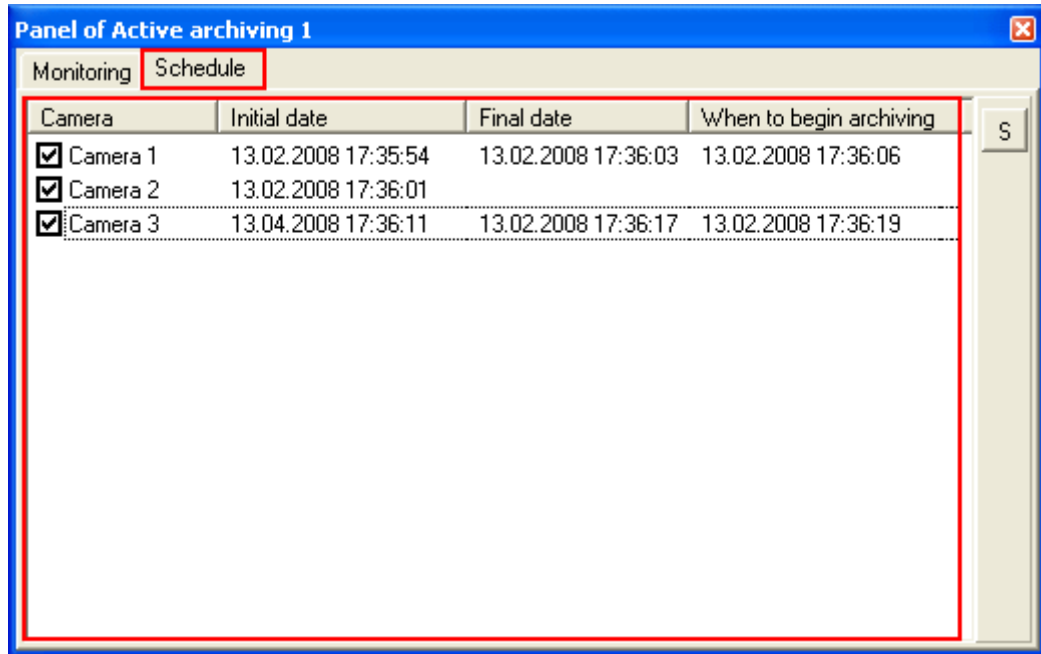 Panel of Active archiving 1
Monitoring Schedule
Camera Initial date Final date When to begin archiving
S
Camera 1 13.02.2008 17:35:54 13.02.2008 17:36:03 13.02.2008 17:36:06
Camera 2 13.02.2008 17:36:01
Camera 3 13.04.2008 17:36:11 13.02.2008 17:36:17 13.02.2008 17:36:19